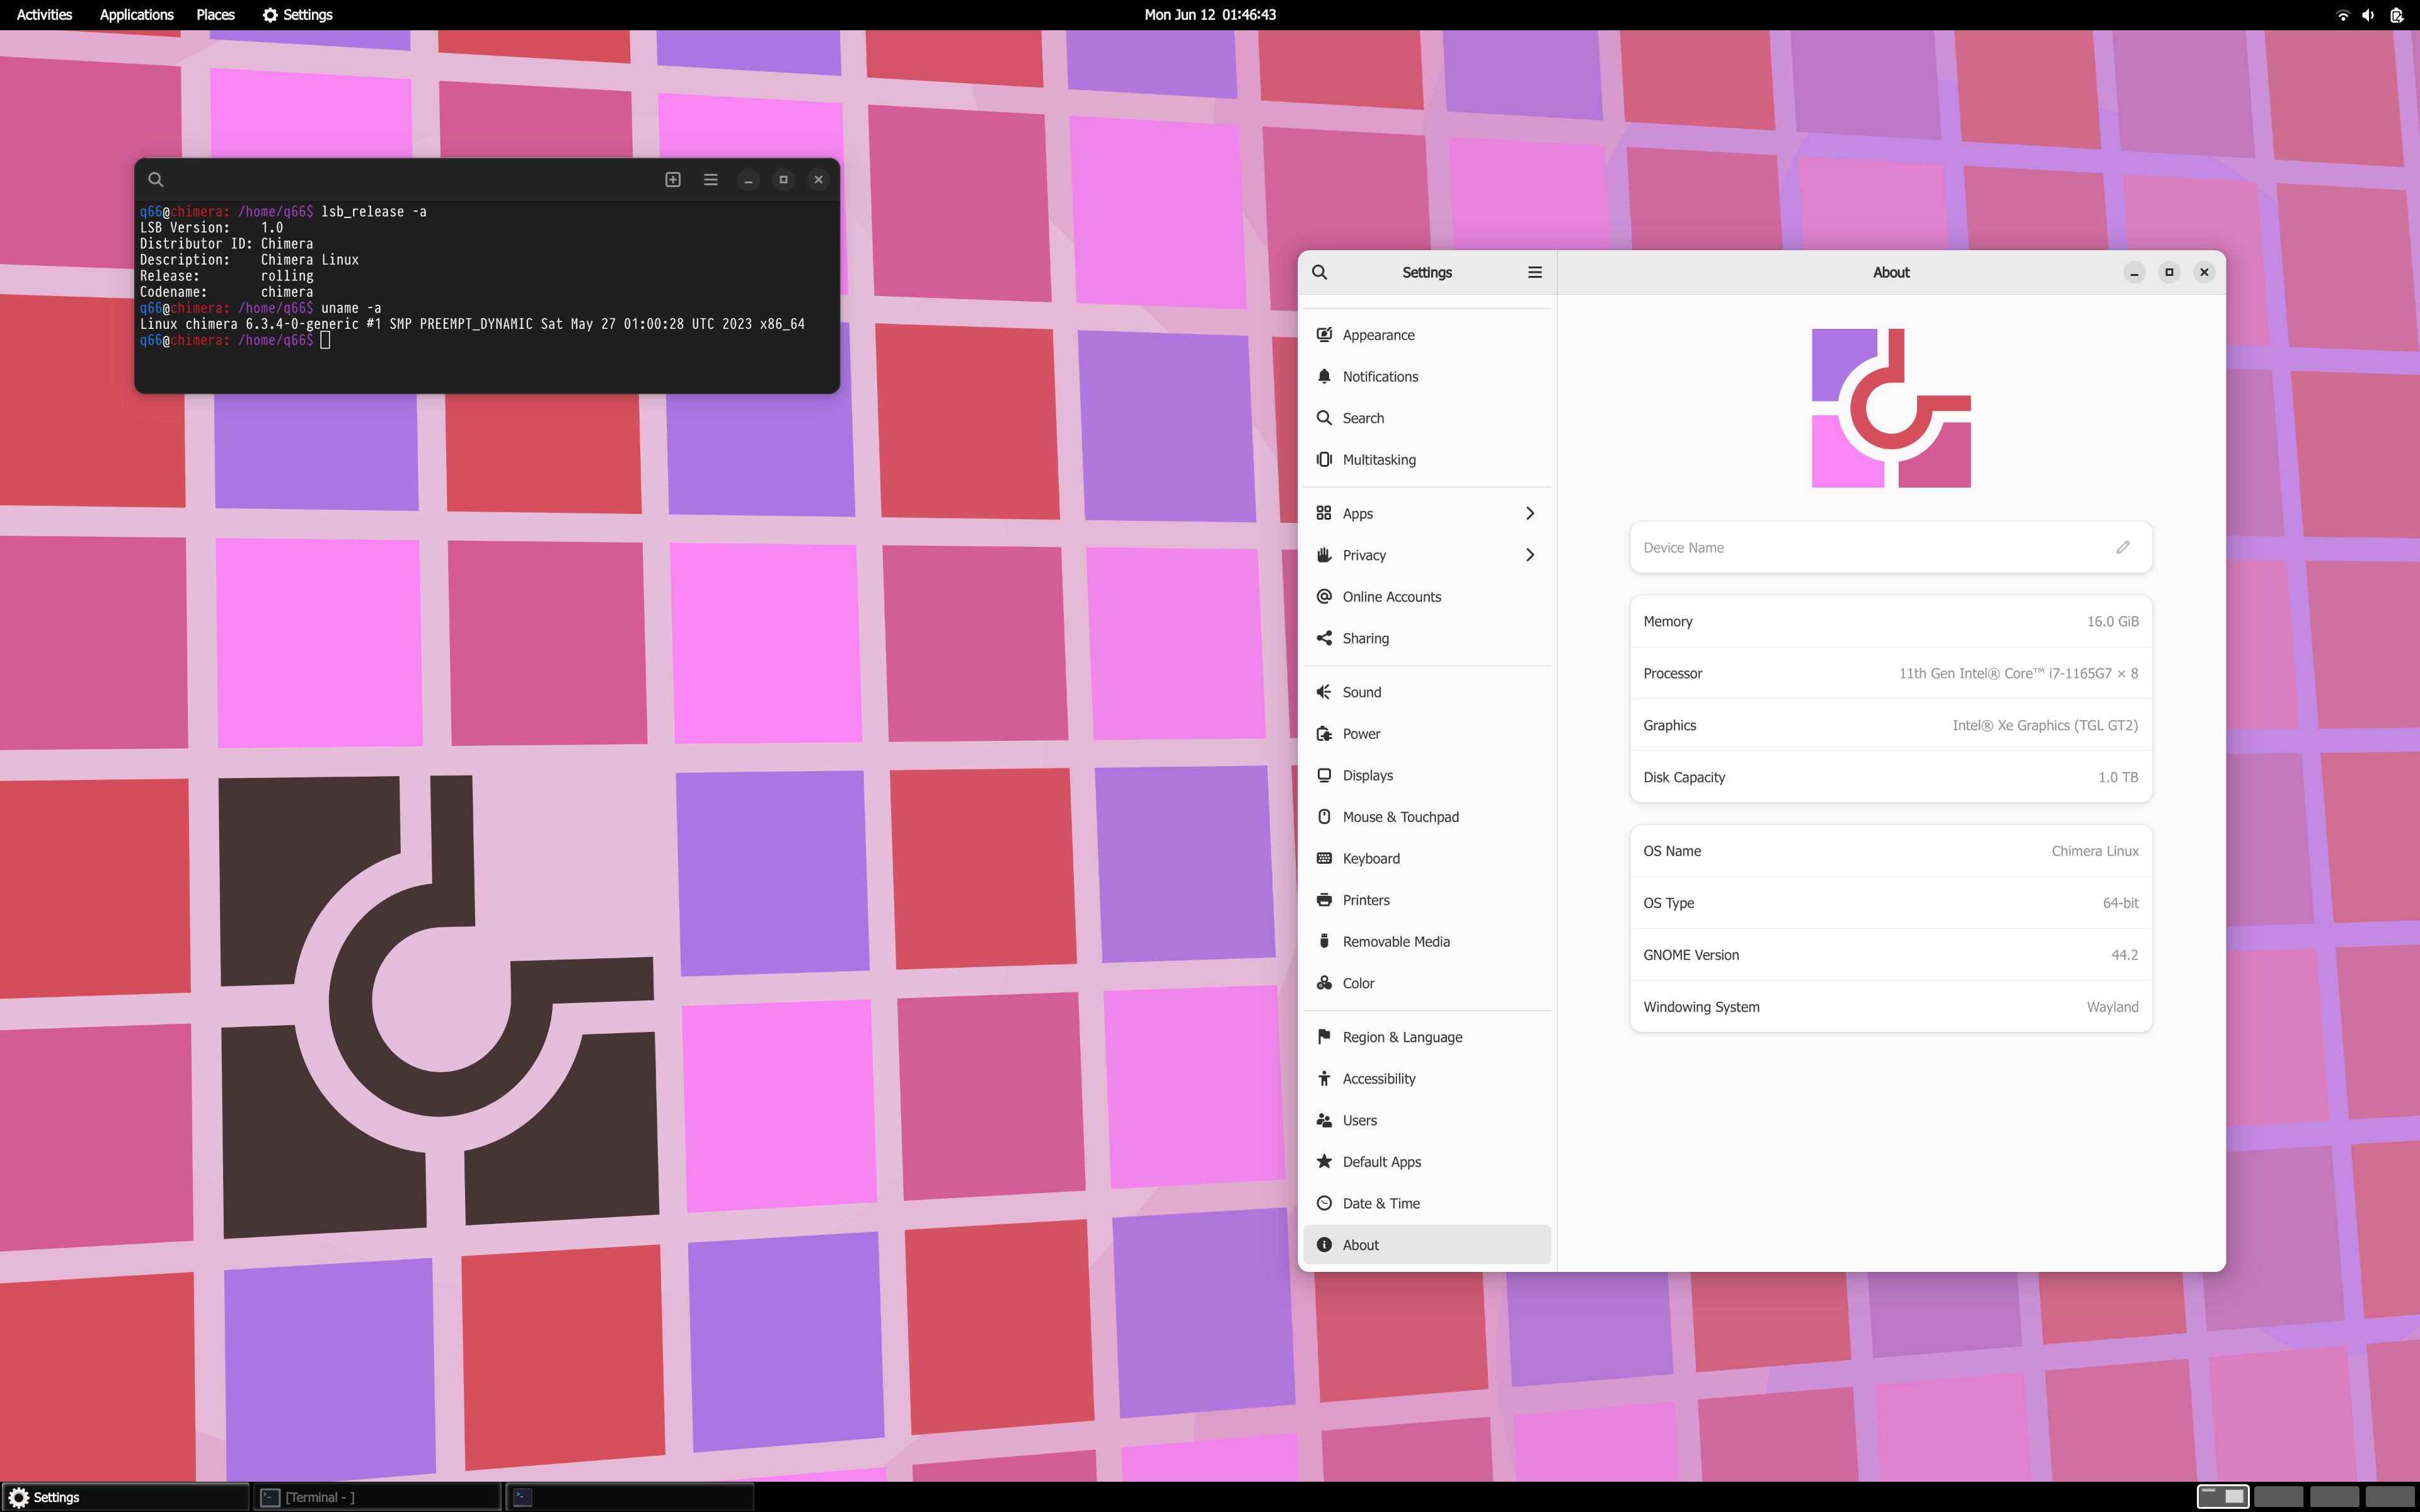 Activities Applications Places Settings
Mon Jun 12 01:46:43
q66@chimera: /home/q66$ lsb_release -a
LSB Version: 1.0
Distributor ID: Chimera
Description: Chimera Linux
Release: rolling
Codename: chimera
q66@chimera: /home/q66$ uname -a
Linux chimera 6.3.4-0-generic #1 SMP PREEMPT_DYNAMIC Sat May 27 01:00:28 UTC 2023 x86_64
q66@chimera: /home/q66$
Settings
Appearance
Notifications
Search
Multitasking
Apps
Privacy
Online Accounts
Sharing
Sound
Power
Displays
Mouse & Touchpad
Keyboard
Printers
Removable Media
Color
Region & Language
Accessibility
Users
Default Apps
Date & Time
About
About
Device Name
Memory 16.0 GiB
Processor 11th Gen Intel® Core™ i7-1165G7 × 8
Graphics Intel® Xe Graphics (TGL GT2)
Disk Capacity 1.0 TB
OS Name Chimera Linux
OS Type 64-bit
GNOME Version 44.2
Windowing System Wayland
Settings
[Terminal - ]